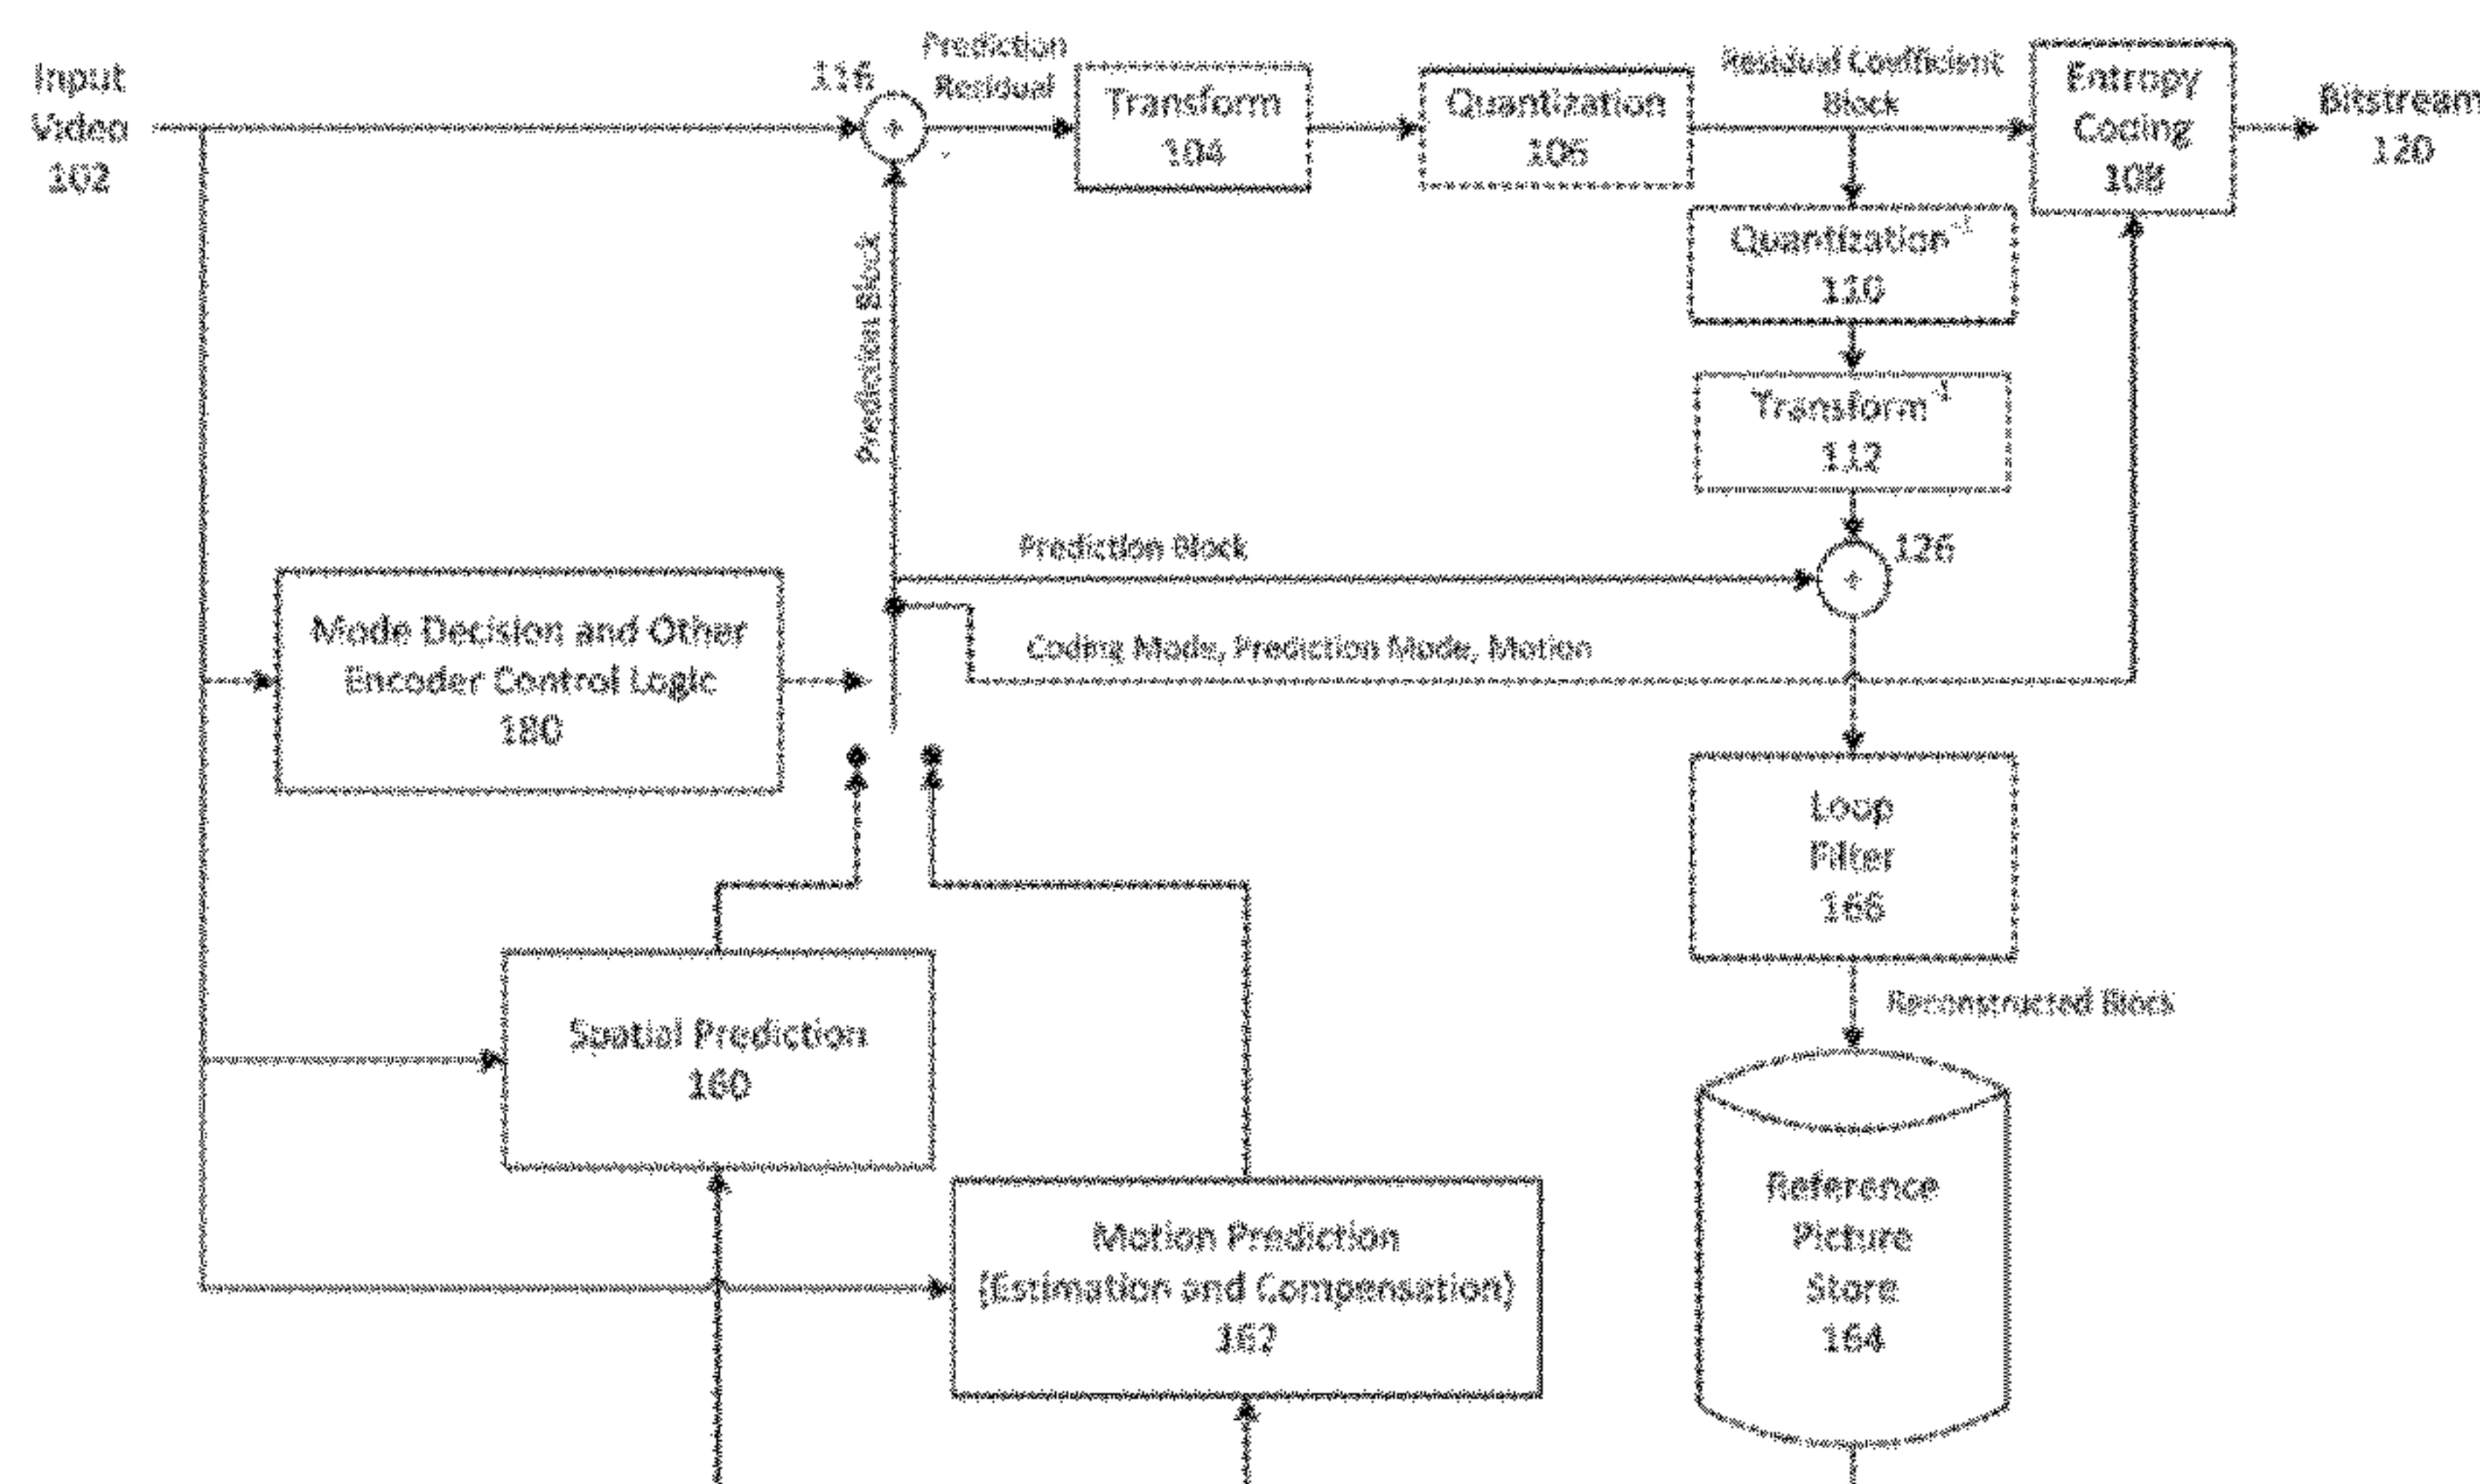 Input
Video
102
116
+
Prediction
Residual
Transform
104
Quantization
106
Residual Coefficient
Block
Entropy
Coding
108
Bitstream
120
Quantization-1
110
Transform-1
112
Prediction Block
Prediction Block
+
126
Coding Mode, Prediction Mode, Motion
Mode Decision and Other
Encoder Control Logic
180
Loop
Filter
166
Reconstructed Block
Spatial Prediction
160
Motion Prediction
(Estimation and Compensation)
162
Reference
Picture
Store
164